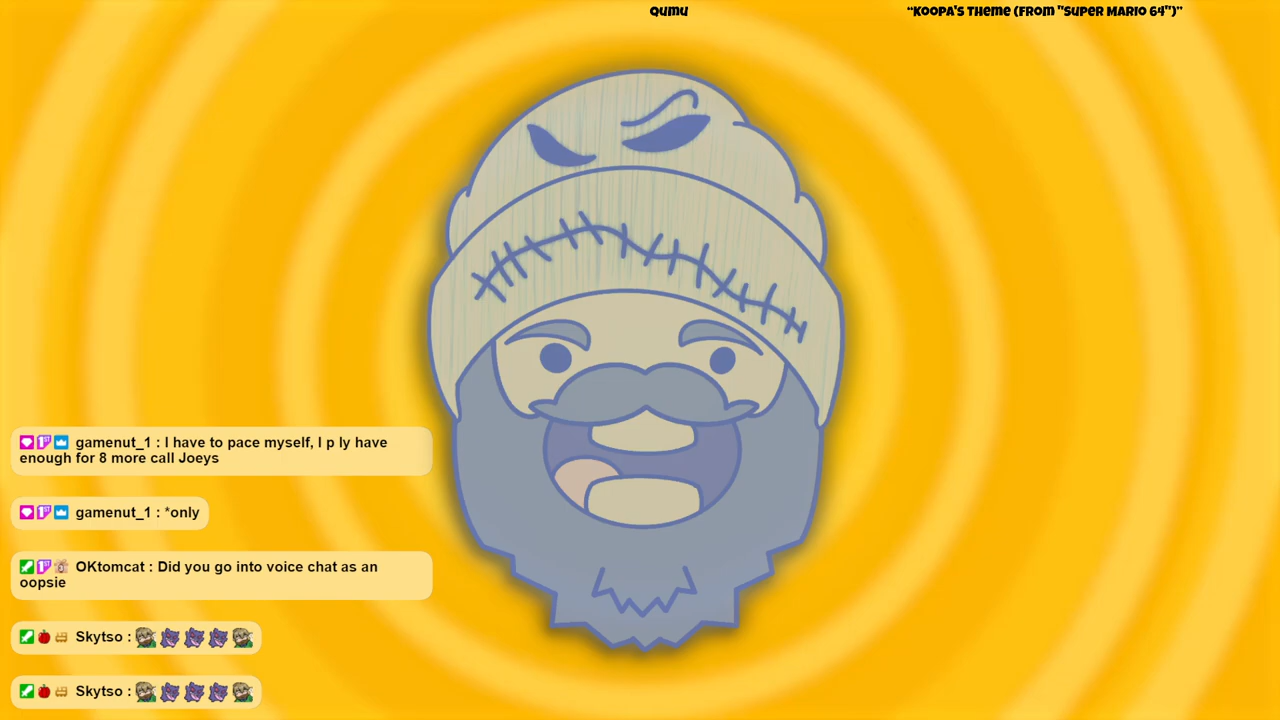 Qumu
“Koopa's Theme (From "Super Mario 64")”
gamenut_1 : I have to pace myself, I p ly have
enough for 8 more call Joeys
gamenut_1 : *only
OKtomcat : Did you go into voice chat as an
oopsie
Skytso :
Skytso :